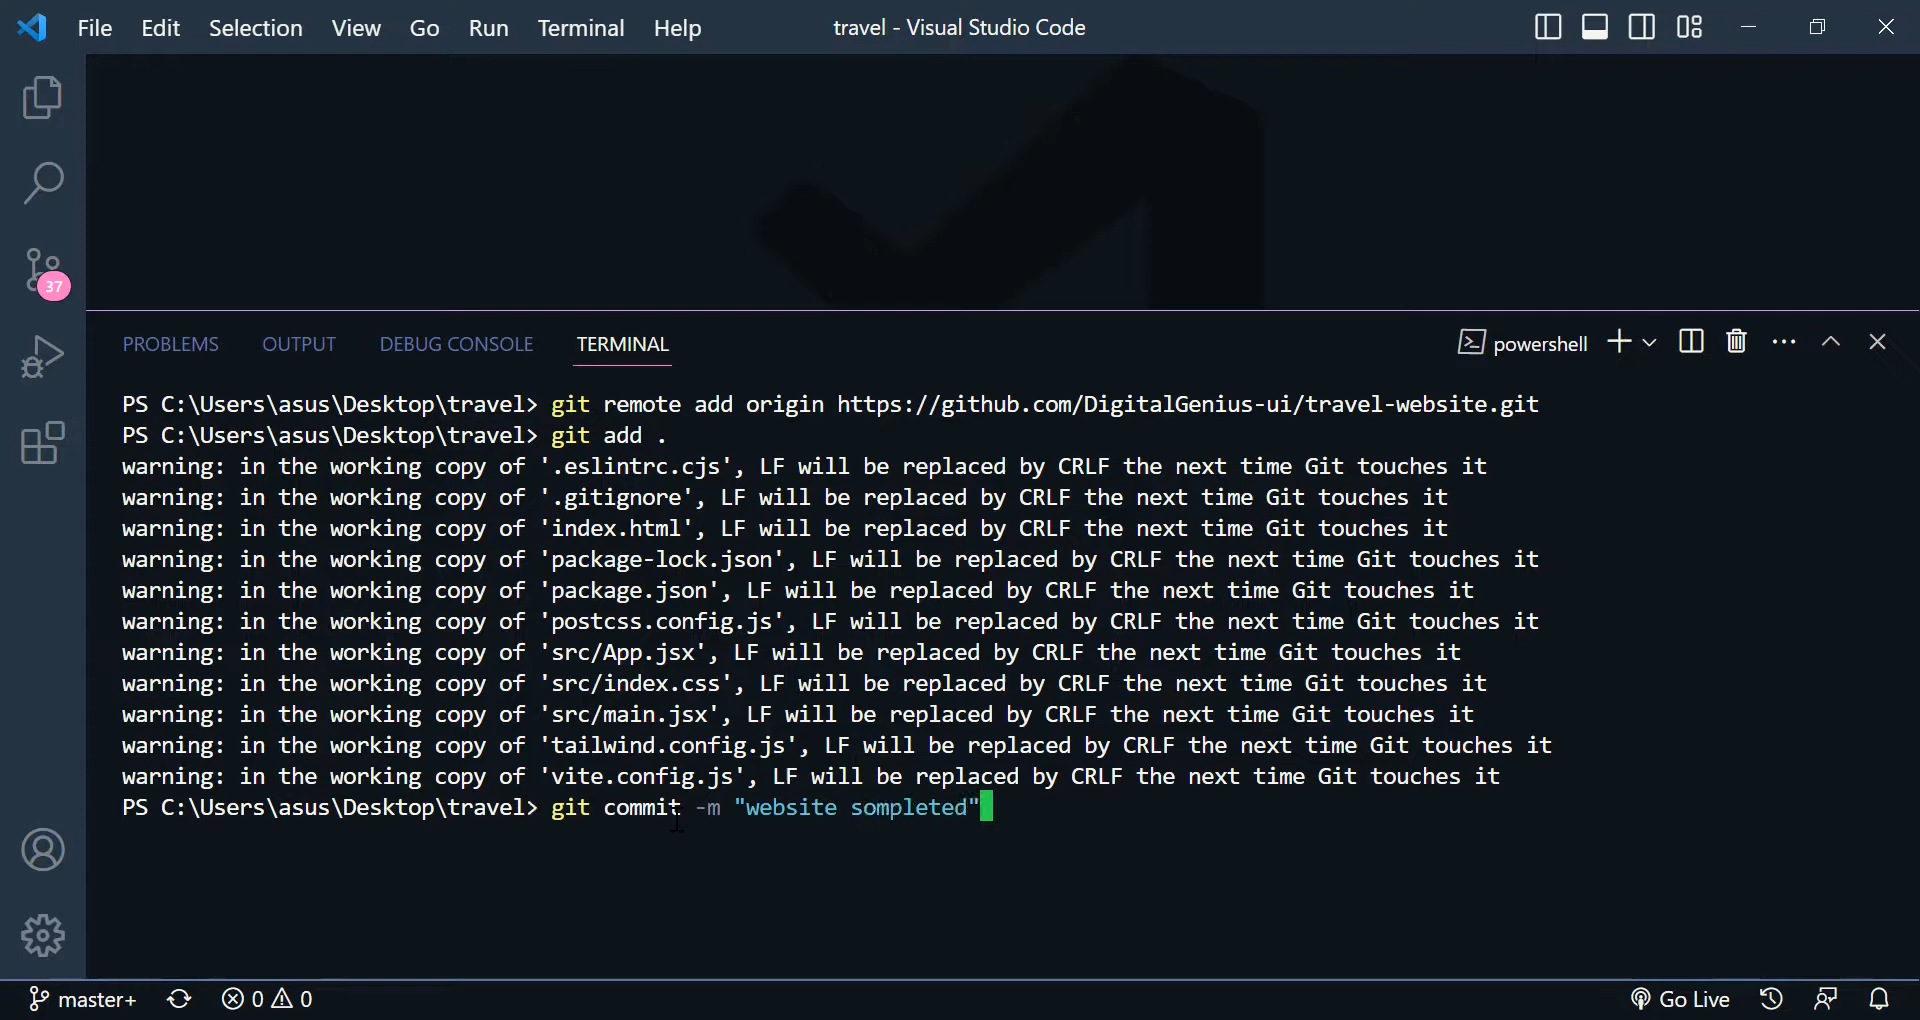 File Edit Selection View Go Run Terminal Help travel - Visual Studio Code
37
PROBLEMS OUTPUT DEBUG CONSOLE TERMINAL powershell
PS C:\Users\asus\Desktop\travel> git remote add origin https://github.com/DigitalGenius-ui/travel-website.git
PS C:\Users\asus\Desktop\travel> git add .
warning: in the working copy of '.eslintrc.cjs', LF will be replaced by CRLF the next time Git touches it
warning: in the working copy of '.gitignore', LF will be replaced by CRLF the next time Git touches it
warning: in the working copy of 'index.html', LF will be replaced by CRLF the next time Git touches it
warning: in the working copy of 'package-lock.json', LF will be replaced by CRLF the next time Git touches it
warning: in the working copy of 'package.json', LF will be replaced by CRLF the next time Git touches it
warning: in the working copy of 'postcss.config.js', LF will be replaced by CRLF the next time Git touches it
warning: in the working copy of 'src/App.jsx', LF will be replaced by CRLF the next time Git touches it
warning: in the working copy of 'src/index.css', LF will be replaced by CRLF the next time Git touches it
warning: in the working copy of 'src/main.jsx', LF will be replaced by CRLF the next time Git touches it
warning: in the working copy of 'tailwind.config.js', LF will be replaced by CRLF the next time Git touches it
warning: in the working copy of 'vite.config.js', LF will be replaced by CRLF the next time Git touches it
PS C:\Users\asus\Desktop\travel> git commit -m "website sompleted"
master+ 0 0 Go Live